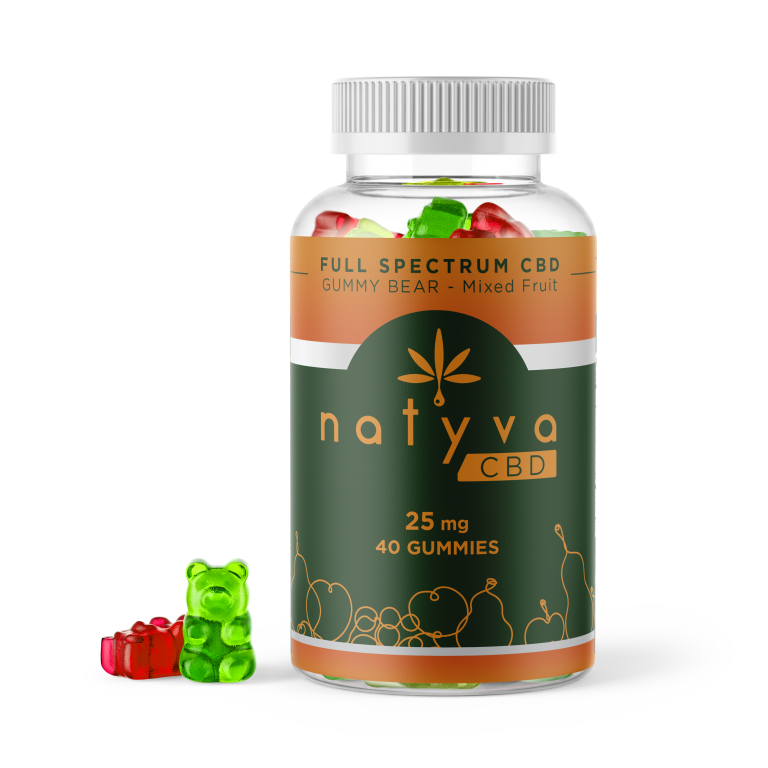 FULL SPECTRUM CBD
GUMMY BEAR - Mixed Fruit
natyva
CBD
25 mg
40 GUMMIES